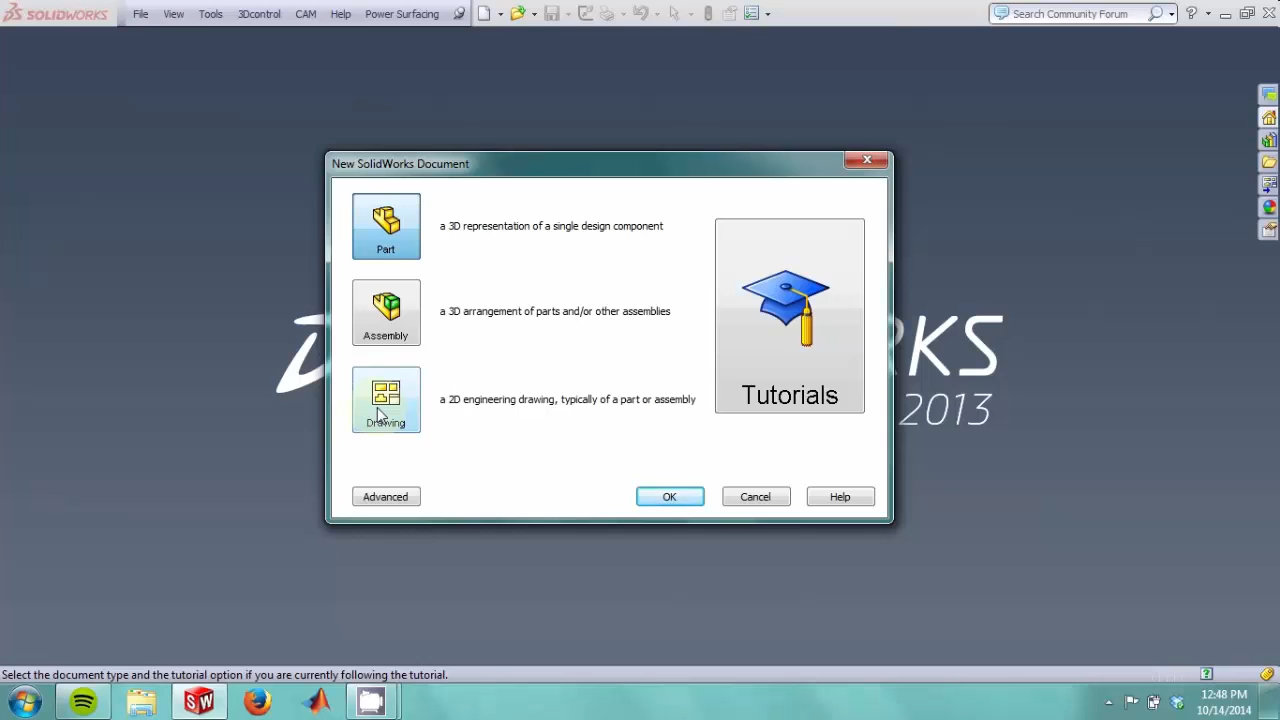 SOLIDWORKS File View Tools 3Dcontrol CAM Help Power Surfacing Search Community Forum
New SolidWorks Document
Part
a 3D representation of a single design component
Assembly
a 3D arrangement of parts and/or other assemblies
Drawing
a 2D engineering drawing, typically of a part or assembly
Tutorials
WORKS
2013
Advanced OK Cancel Help
Select the document type and the tutorial option if you are currently following the tutorial.
SW
12:48 PM
10/14/2014